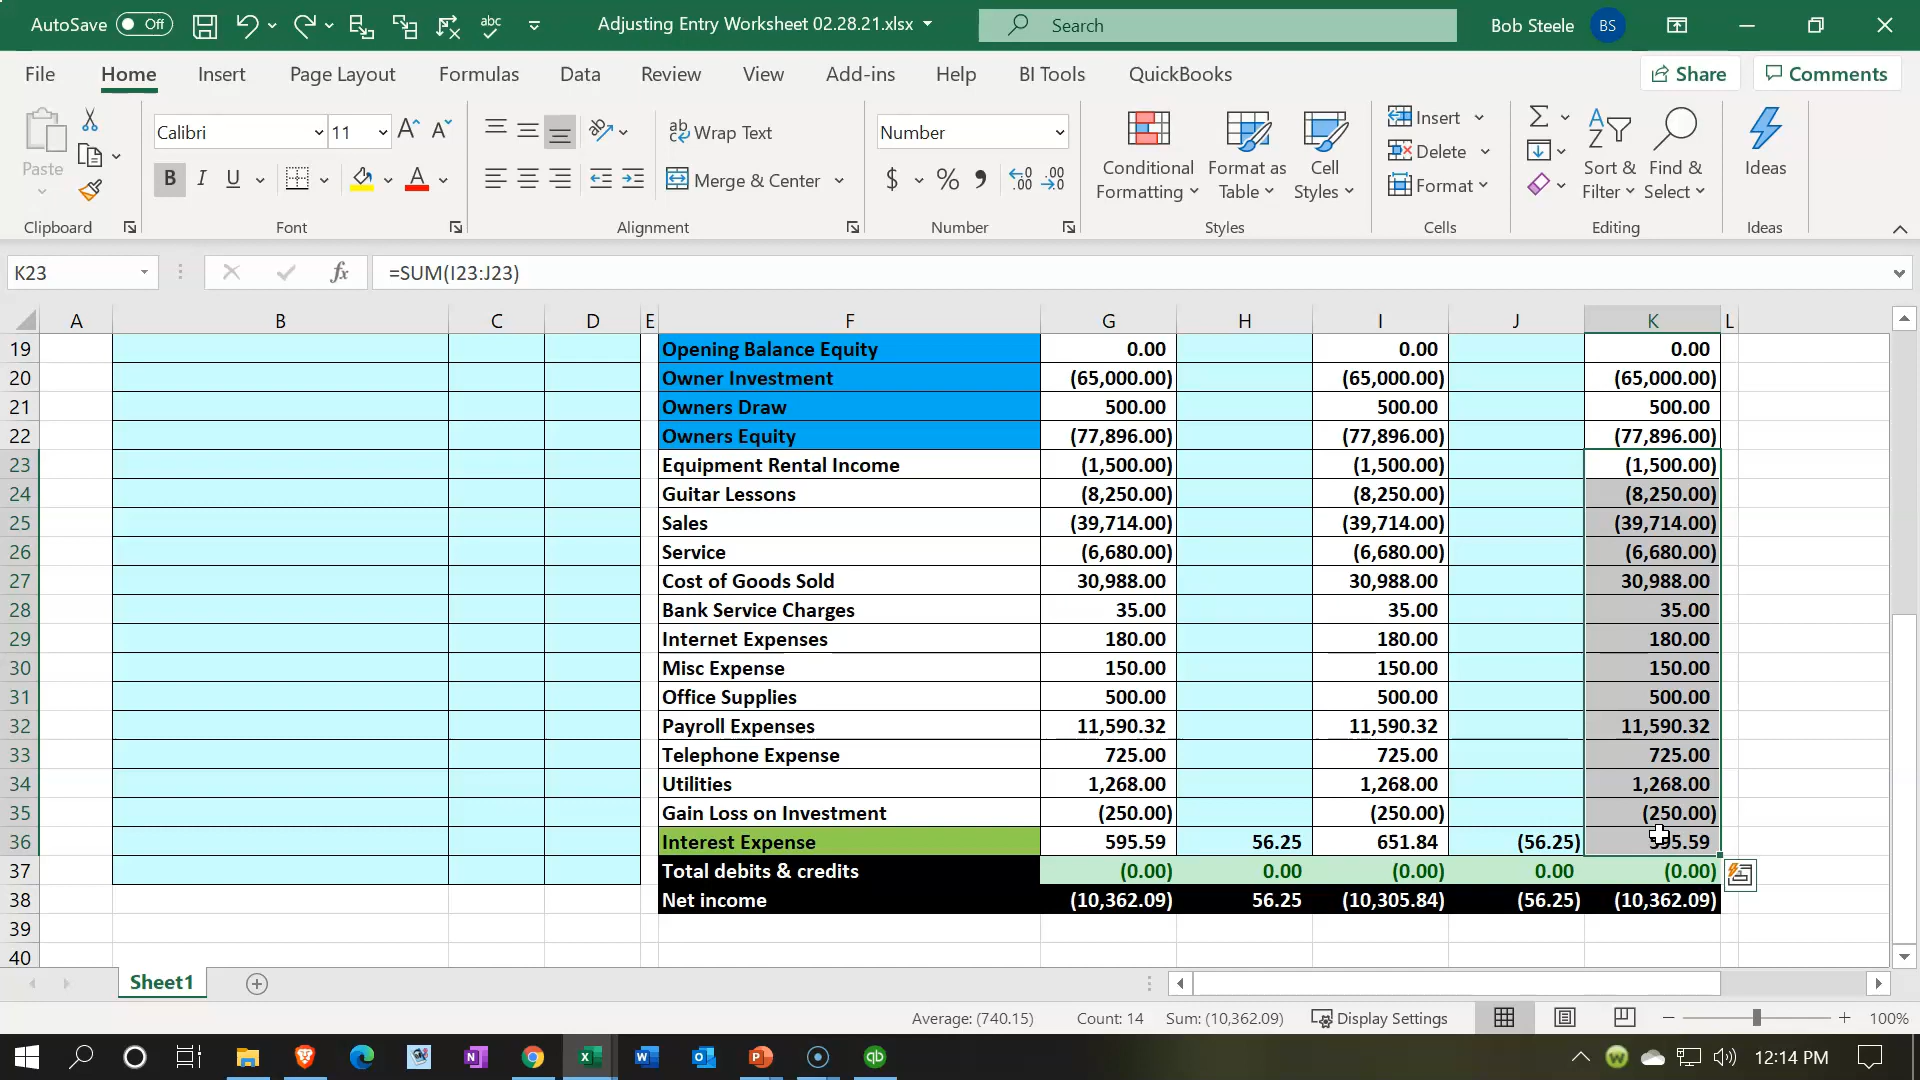 AutoSave Off
Adjusting Entry Worksheet 02.28.21.xlsx
Search
Bob Steele BS
File Home Insert Page Layout Formulas Data Review View Add-ins Help BI Tools QuickBooks
Share Comments
Paste
Clipboard
Calibri 11
B I U
Font
Wrap Text
Merge & Center
Alignment
Number
$ % 9
Number
Conditional
Formatting
Format as
Table
Cell
Styles
Styles
Insert
Delete
Format
Cells
Sort &
Filter
Find &
Select
Editing
Ideas
Ideas
K23
fx =SUM(I23:J23)
A B C D E F G H I J K L
19 Opening Balance Equity 0.00 0.00 0.00
20 Owner Investment (65,000.00) (65,000.00) (65,000.00)
21 Owners Draw 500.00 500.00 500.00
22 Owners Equity (77,896.00) (77,896.00) (77,896.00)
23 Equipment Rental Income (1,500.00) (1,500.00) (1,500.00)
24 Guitar Lessons (8,250.00) (8,250.00) (8,250.00)
25 Sales (39,714.00) (39,714.00) (39,714.00)
26 Service (6,680.00) (6,680.00) (6,680.00)
27 Cost of Goods Sold 30,988.00 30,988.00 30,988.00
28 Bank Service Charges 35.00 35.00 35.00
29 Internet Expenses 180.00 180.00 180.00
30 Misc Expense 150.00 150.00 150.00
31 Office Supplies 500.00 500.00 500.00
32 Payroll Expenses 11,590.32 11,590.32 11,590.32
33 Telephone Expense 725.00 725.00 725.00
34 Utilities 1,268.00 1,268.00 1,268.00
35 Gain Loss on Investment (250.00) (250.00) (250.00)
36 Interest Expense 595.59 56.25 651.84 (56.25) 595.59
37 Total debits & credits (0.00) 0.00 (0.00) 0.00 (0.00)
38 Net income (10,362.09) 56.25 (10,305.84) (56.25) (10,362.09)
39
40
Sheet1
Average: (740.15) Count: 14 Sum: (10,362.09) Display Settings 100%
12:14 PM